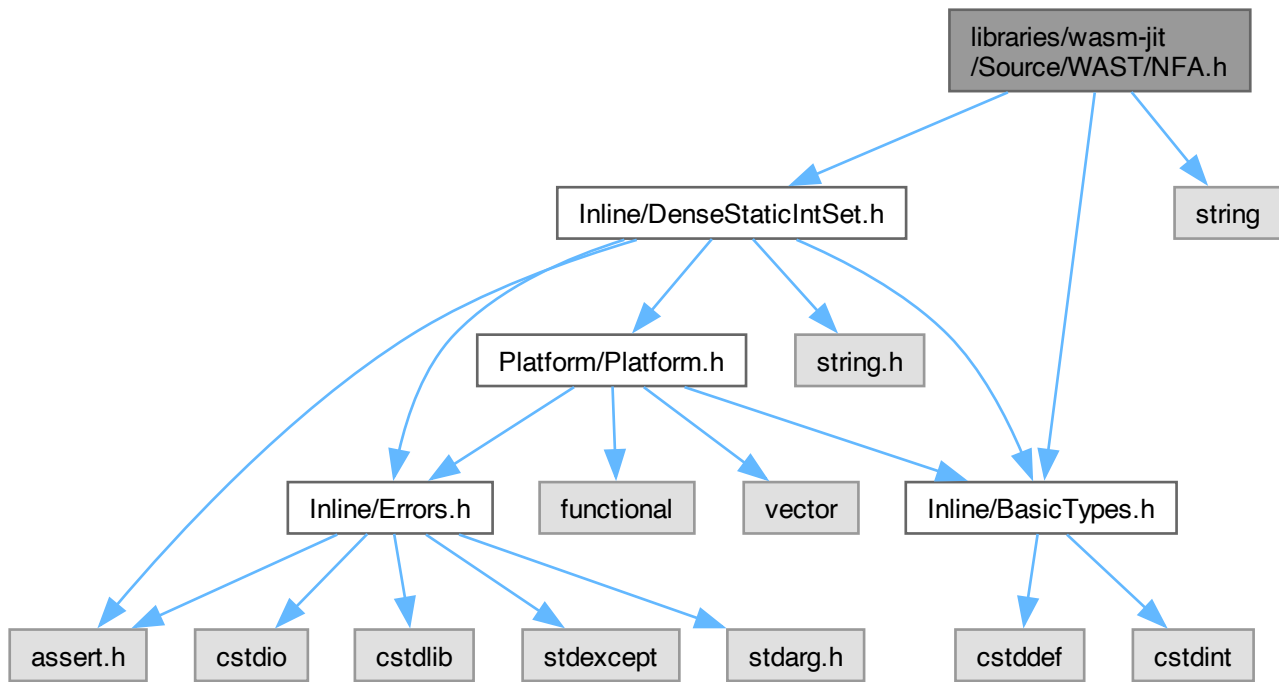 libraries/wasm-jit
/Source/WAST/NFA.h
Inline/DenseStaticIntSet.h
string
Platform/Platform.h
string.h
Inline/Errors.h
functional
vector
Inline/BasicTypes.h
assert.h
cstdio
cstdlib
stdexcept
stdarg.h
cstddef
cstdint